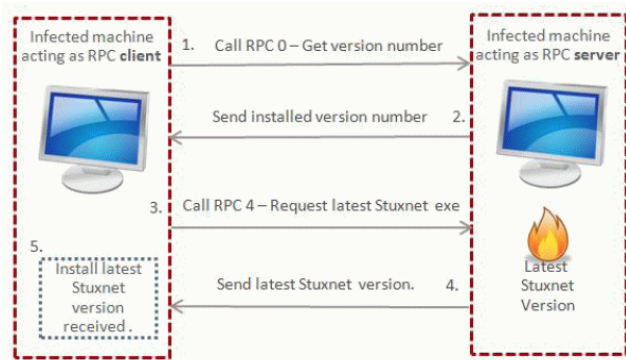 Infected machine
acting as RPC client
1. Call RPC 0 – Get version number
Infected machine
acting as RPC server
Send installed version number 2.
3. Call RPC 4 – Request latest Stuxnet exe
5.
Install latest
Stuxnet
version
received .
Send latest Stuxnet version. 4.
Latest
Stuxnet
Version